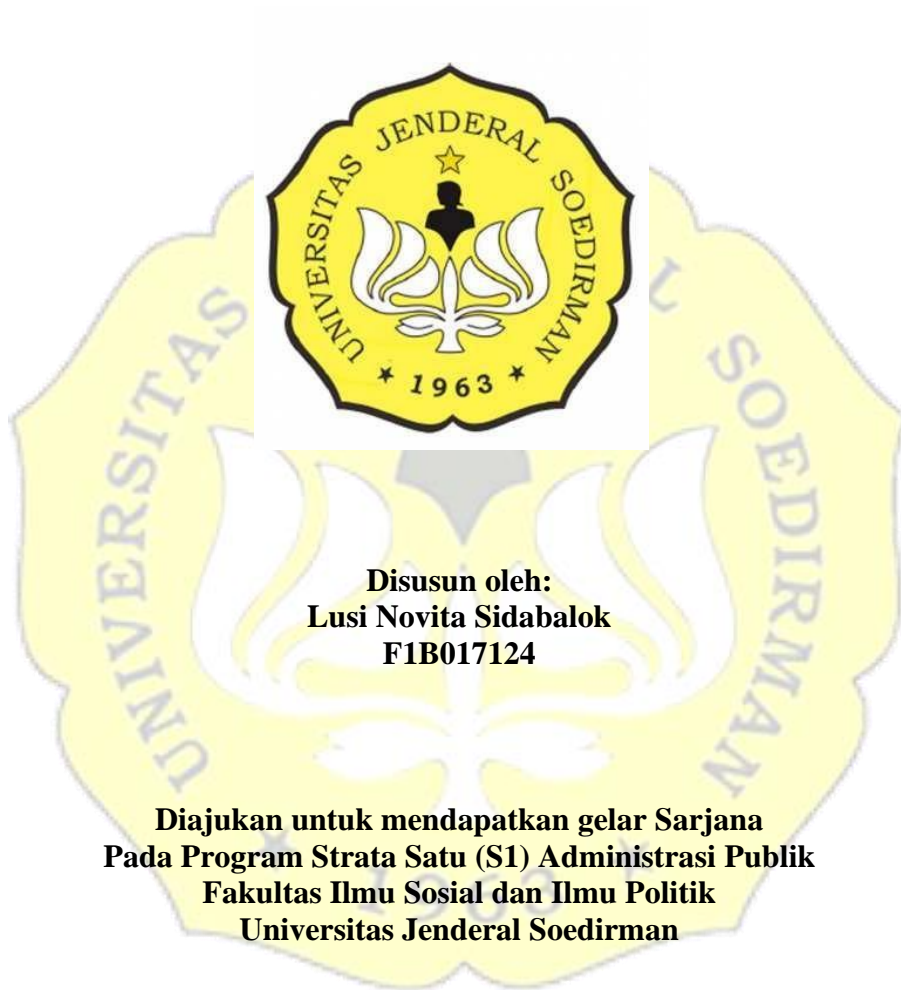 UNIVERSITAS JENDERAL SOEDIRMAN
* 1963 *
Disusun oleh:
Lusi Novita Sidabalok
F1B017124
Diajukan untuk mendapatkan gelar Sarjana
Pada Program Strata Satu (S1) Administrasi Publik
Fakultas Ilmu Sosial dan Ilmu Politik
Universitas Jenderal Soedirman